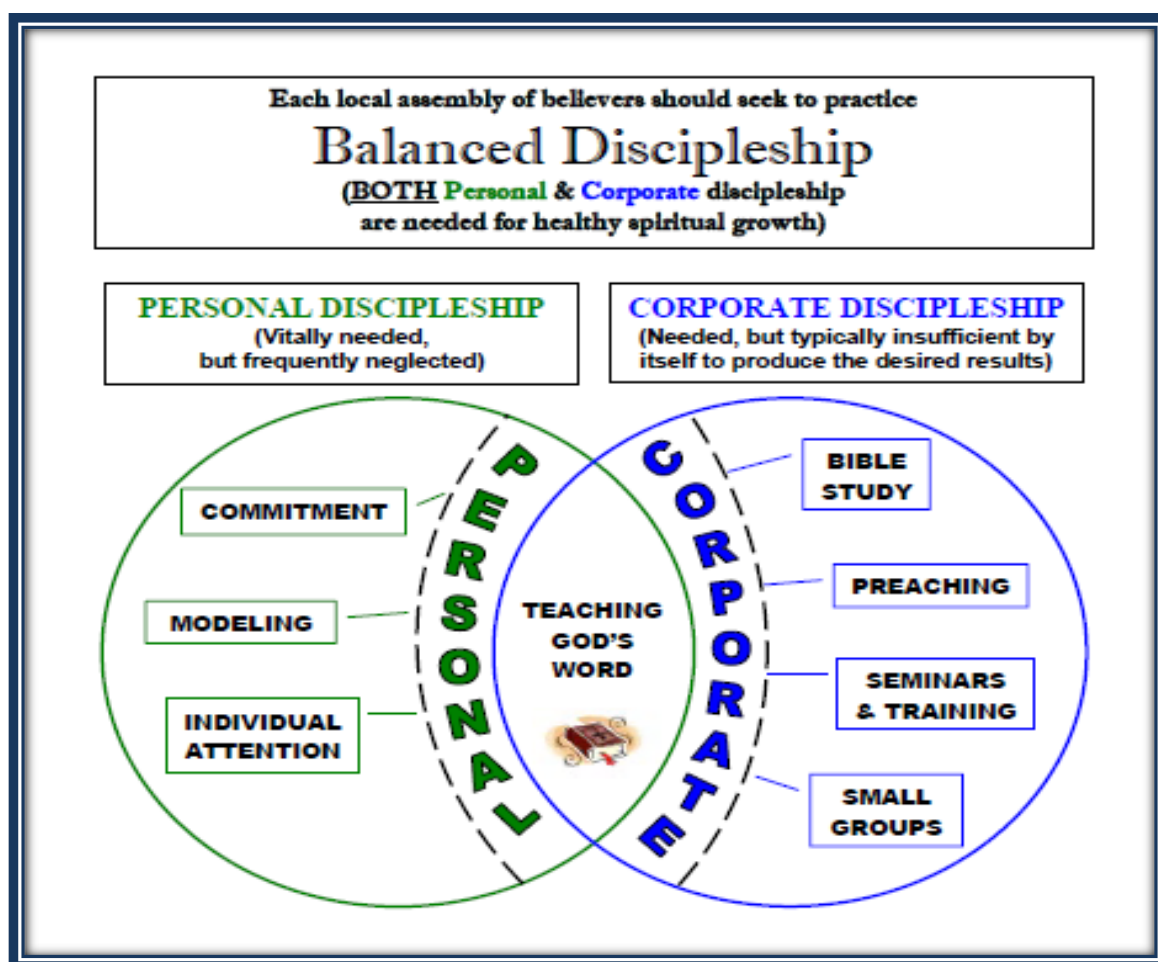 Each local assembly of believers should seek to practice
Balanced Discipleship
(BOTH Personal & Corporate discipleship
are needed for healthy spiritual growth)
PERSONAL DISCIPLESHIP
(Vitally needed,
but frequently neglected)
CORPORATE DISCIPLESHIP
(Needed, but typically insufficient by
itself to produce the desired results)
COMMITMENT
MODELING
INDIVIDUAL
ATTENTION
PERSONAL
TEACHING
GOD'S
WORD
CORPORATE
BIBLE
STUDY
PREACHING
SEMINARS
& TRAINING
SMALL
GROUPS